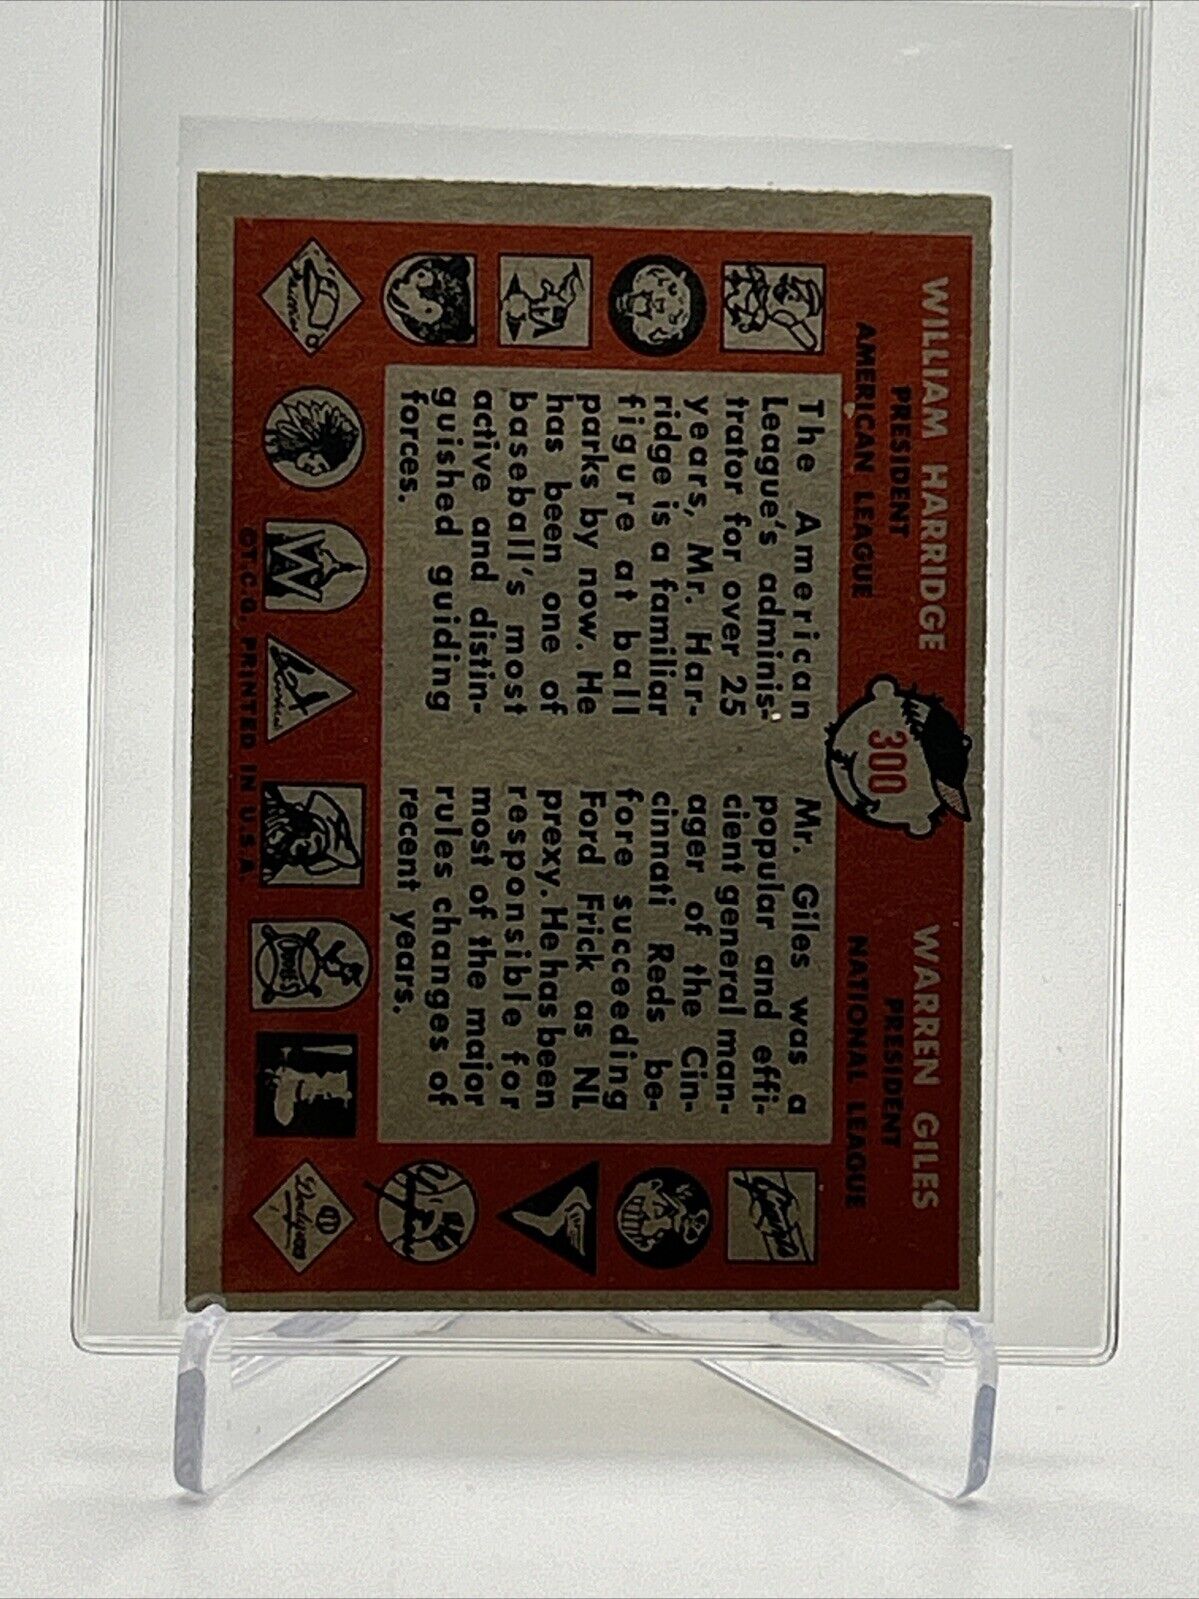 WILLIAM HARRIDGE
PRESIDENT
AMERICAN LEAGUE
300
WARREN GILES
PRESIDENT
NATIONAL LEAGUE
The American
League's adminis-
trator for over 25
years, Mr. Har-
ridge is a familiar
figure at ball
parks by now. He
has been one of
baseball's most
active and distin-
guished guiding
forces.
Mr. Giles was a
popular and effi-
cient general man-
ager of the Cin-
cinnati Reds be-
fore succeeding
Ford Frick as NL
prexy. He has been
responsible for
most of the major
rules changes of
recent years.
W
©T.C.G. PRINTED IN U.S.A.